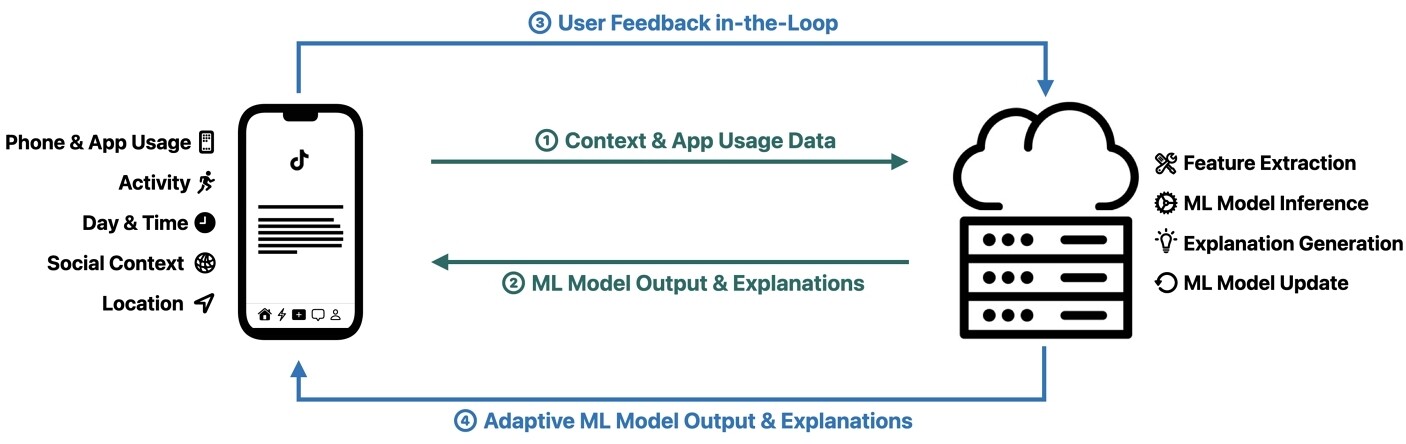 ③ User Feedback in-the-Loop
Phone & App Usage
Activity
Day & Time
Social Context
Location
① Context & App Usage Data
② ML Model Output & Explanations
Feature Extraction
ML Model Inference
Explanation Generation
ML Model Update
④ Adaptive ML Model Output & Explanations